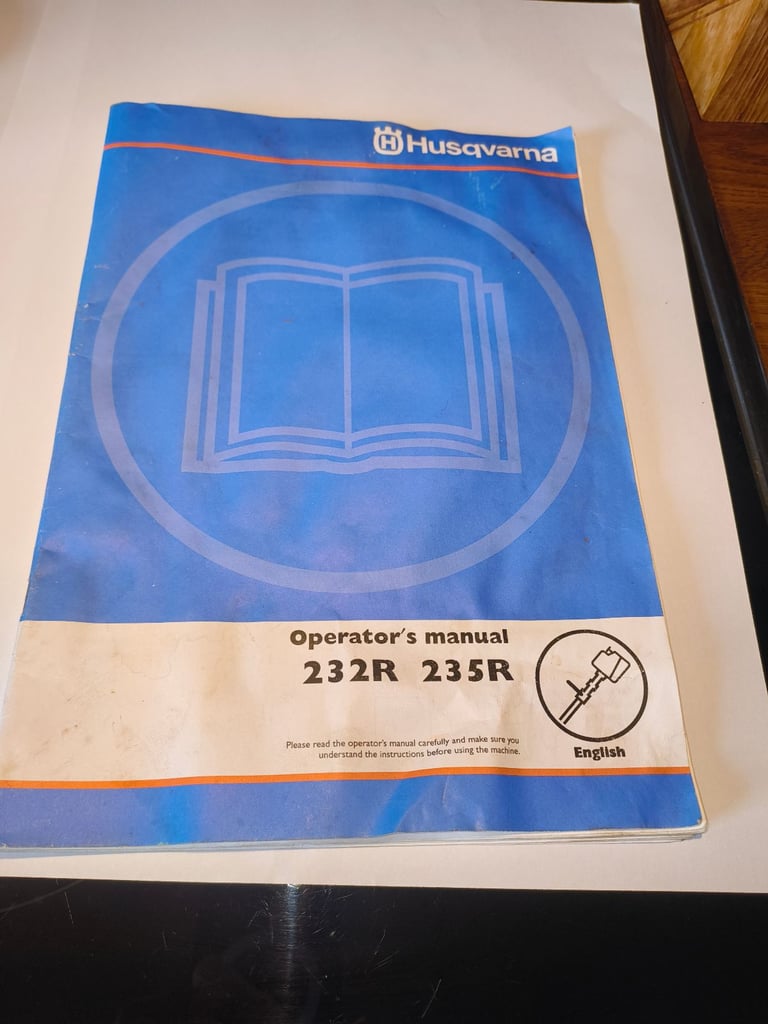 Husqvarna
Operator's manual
232R 235R
Please read the operator's manual carefully and make sure you
understand the instructions before using the machine.
English